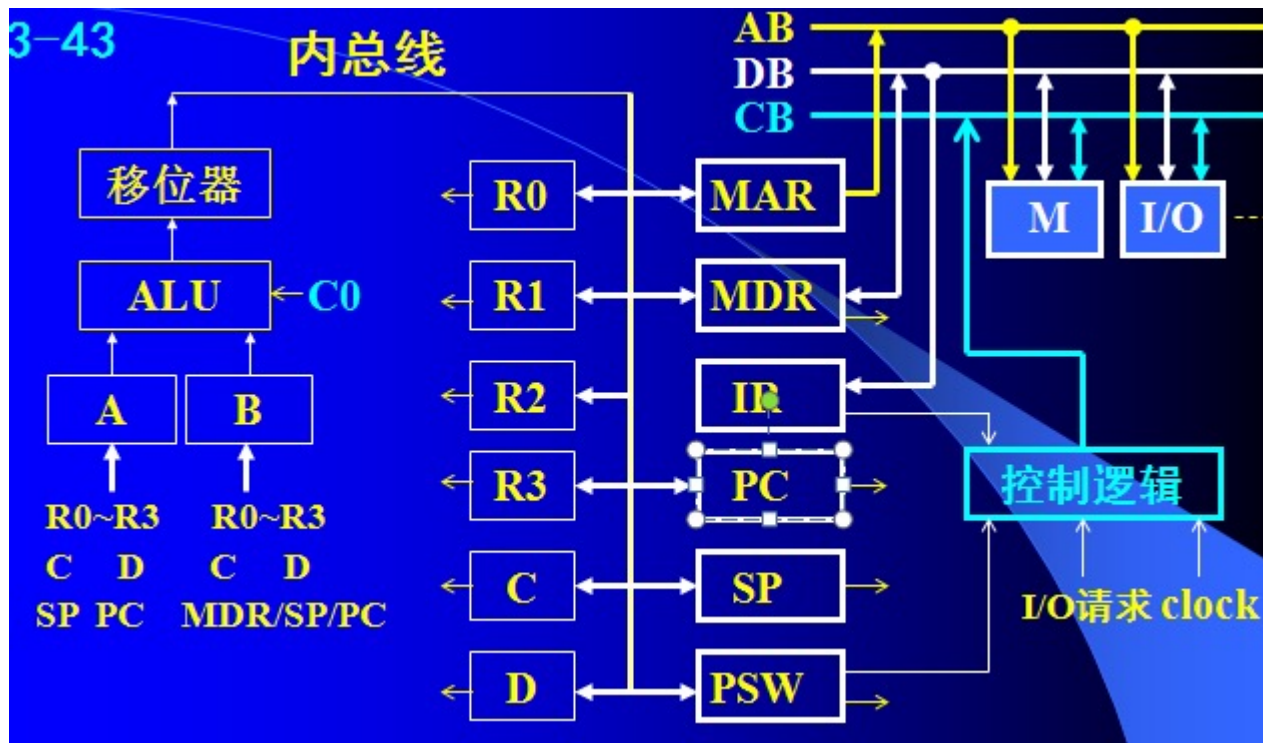 3-43
内总线
AB
DB
CB
移位器
R0
MAR
M
I/O
ALU
C0
R1
MDR
A
B
R2
IR
R3
PC
控制逻辑
R0~R3
R0~R3
C D
C D
SP PC
MDR/SP/PC
C
SP
I/O请求 clock
D
PSW